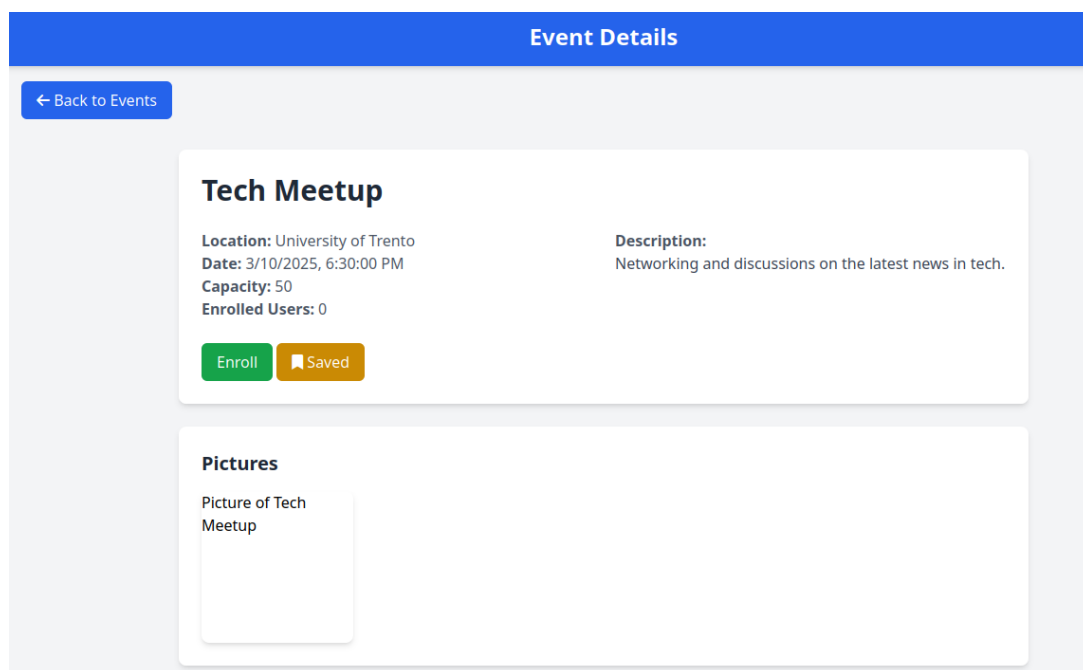 Event Details
← Back to Events
Tech Meetup
Location: University of Trento
Date: 3/10/2025, 6:30:00 PM
Capacity: 50
Enrolled Users: 0
Description:
Networking and discussions on the latest news in tech.
Enroll
Saved
Pictures
Picture of Tech
Meetup